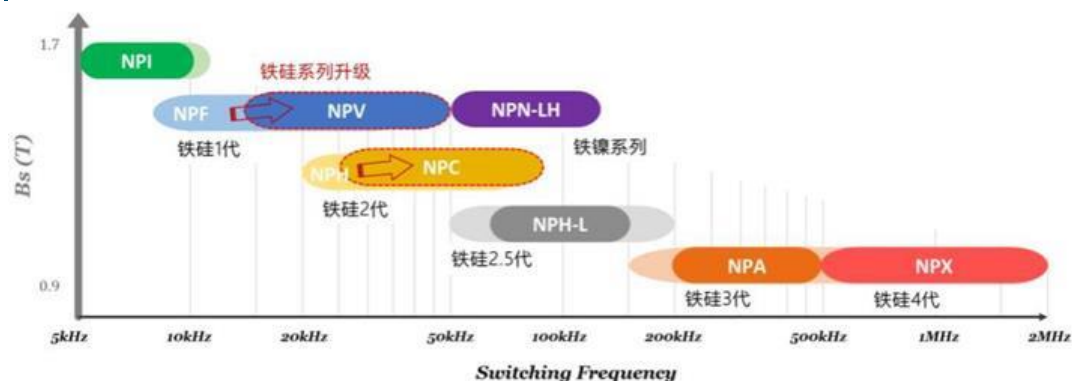 1.7
NPI
铁硅系列升级
NPF
NPV
NPN-LH
铁硅1代
铁镍系列
NPH
NPC
铁硅2代
NPH-L
铁硅2.5代
NPA
NPX
铁硅3代
铁硅4代
0.9
Bs (T)
5kHz
10kHz
20kHz
50kHz
100kHz
200kHz
500kHz
1MHz
2MHz
Switching Frequency